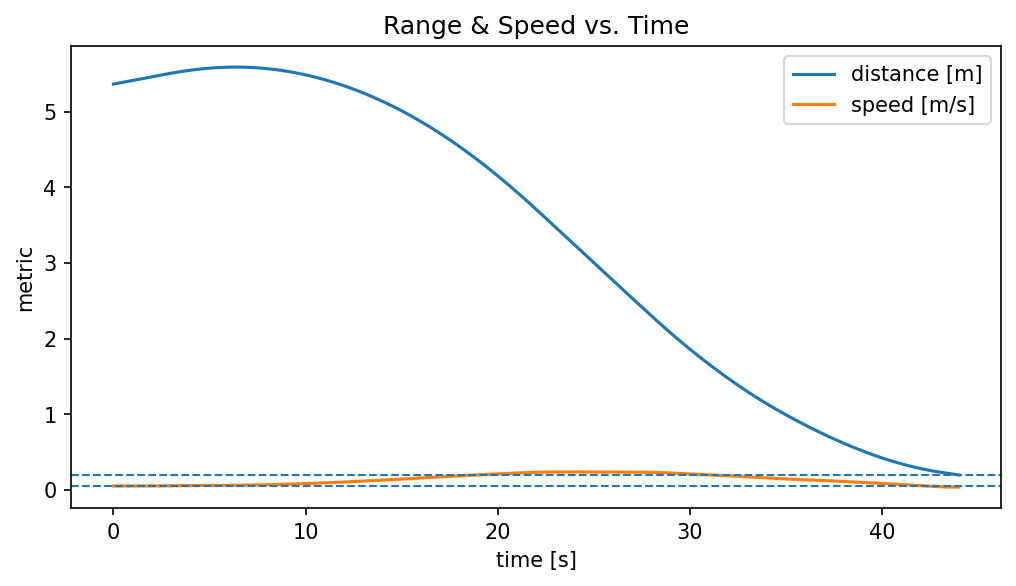 Range & Speed vs. Time
distance [m]
speed [m/s]
metric
5
4
3
2
1
0
0 10 20 30 40
time [s]